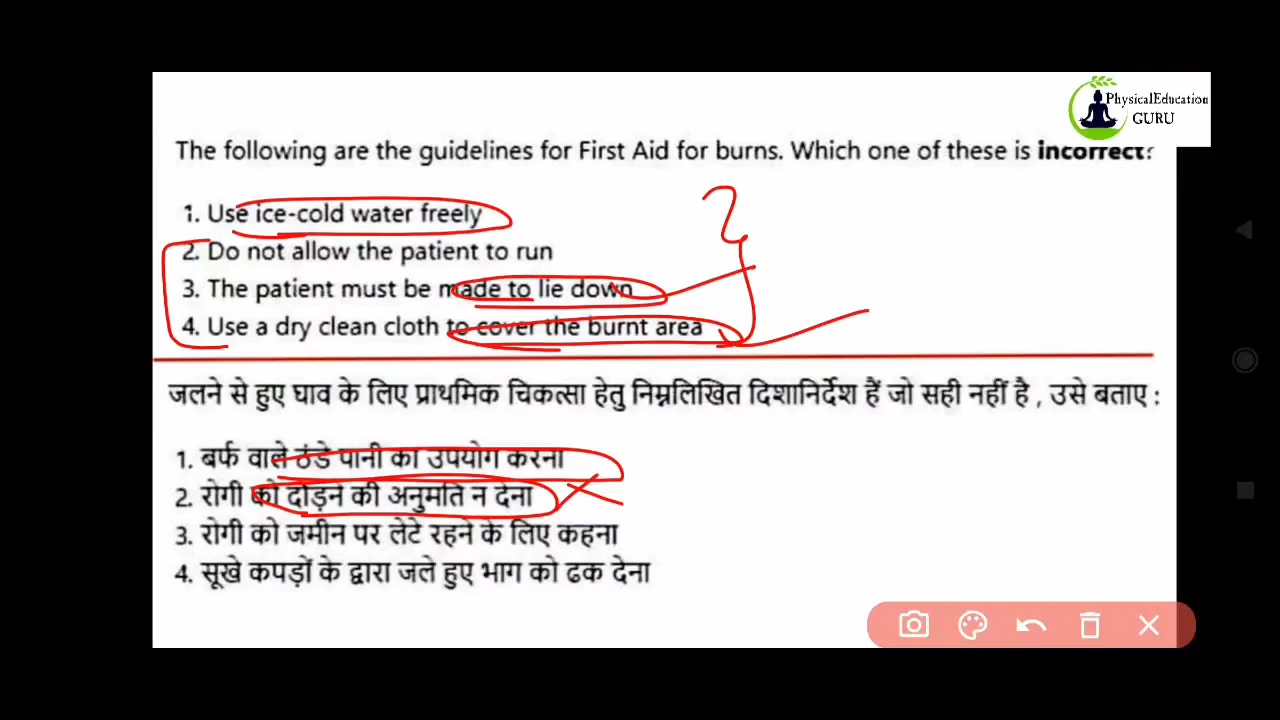 PhysicalEducation
GURU
The following are the guidelines for First Aid for burns. Which one of these is incorrect?
1. Use ice-cold water freely
2. Do not allow the patient to run
3. The patient must be made to lie down
4. Use a dry clean cloth to cover the burnt area
जलने से हुए घाव के लिए प्राथमिक चिकत्सा हेतु निम्नलिखित दिशानिर्देश हैं जो सही नहीं है , उसे बताए :
1. बर्फ वाले ठंडे पानी का उपयोग करना
2. रोगी को दोड़ने की अनुमति न देना
3. रोगी को जमीन पर लेटे रहने के लिए कहना
4. सूखे कपड़ों के द्वारा जले हुए भाग को ढक देना